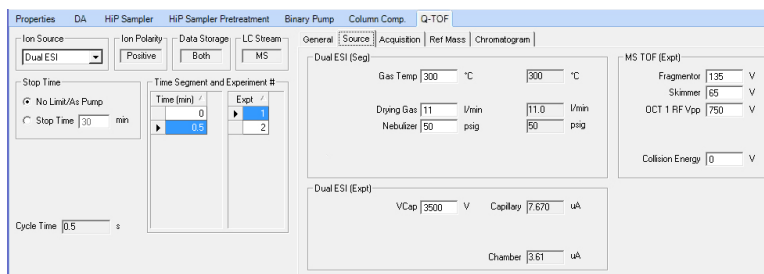 Properties DA HiP Sampler HiP Sampler Pretreatment Binary Pump Column Comp. Q-TOF
Ion Source Ion Polarity Data Storage LC Stream
Dual ESI Positive Both MS
General Source Acquisition Ref Mass Chromatogram
Stop Time
No Limit/As Pump
Stop Time 30 min
Time Segment and Experiment #
Time (min) / Expt /
0 1
0.5 2
Cycle Time 0.5 s
Dual ESI (Seg)
Gas Temp 300 °C 300 °C
Drying Gas 11 l/min 11.0 l/min
Nebulizer 50 psig 50 psig
Dual ESI (Expt)
VCap 3500 V Capillary 7.670 uA
Chamber 3.61 uA
MS TOF (Expt)
Fragmentor 135 V
Skimmer 65 V
OCT 1 RF Vpp 750 V
Collision Energy 0 V